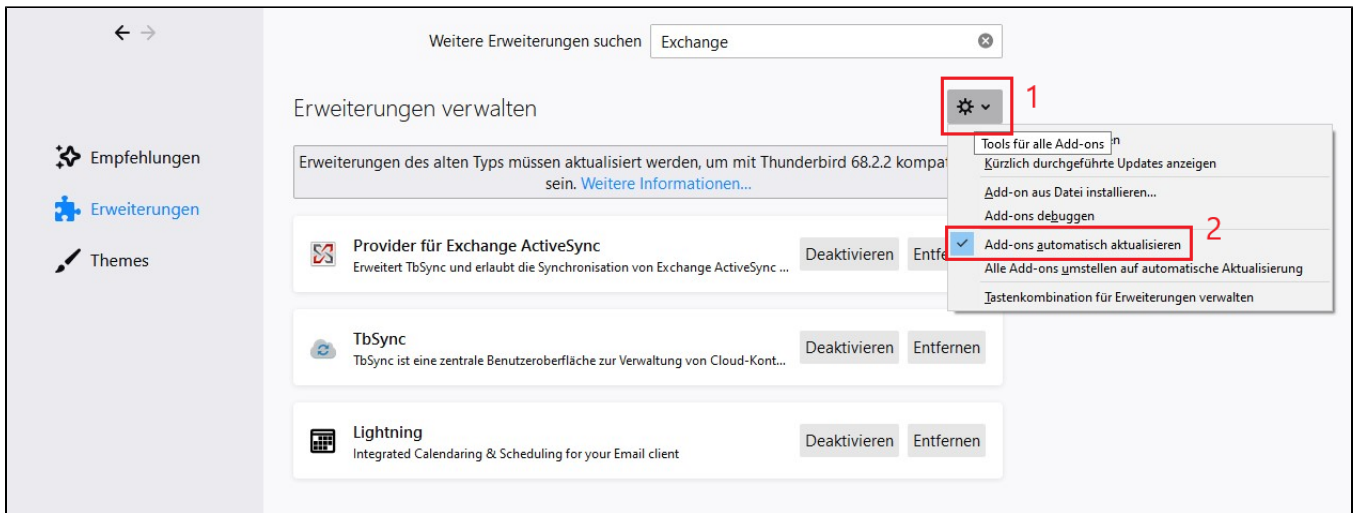 Weitere Erweiterungen suchen Exchange
Erweiterungen verwalten
1
Empfehlungen
Erweiterungen
Themes
Erweiterungen des alten Typs müssen aktualisiert werden, um mit Thunderbird 68.2.2
sein. Weitere Informationen...
Provider für Exchange ActiveSync
Erweitert TbSync und erlaubt die Synchronisation von Exchange ActiveSync ...
Deaktivieren
TbSync
TbSync ist eine zentrale Benutzeroberfläche zur Verwaltung von Cloud-Kont...
Deaktivieren Entfernen
Lightning
Integrated Calendaring & Scheduling for your Email client
Deaktivieren Entfernen
Tools für alle Add-ons
Kürzlich durchgeführte Updates anzeigen
Add-on aus Datei installieren...
Add-ons debuggen
Add-ons automatisch aktualisieren
2
Alle Add-ons umstellen auf automatische Aktualisierung
Tastenkombination für Erweiterungen verwalten